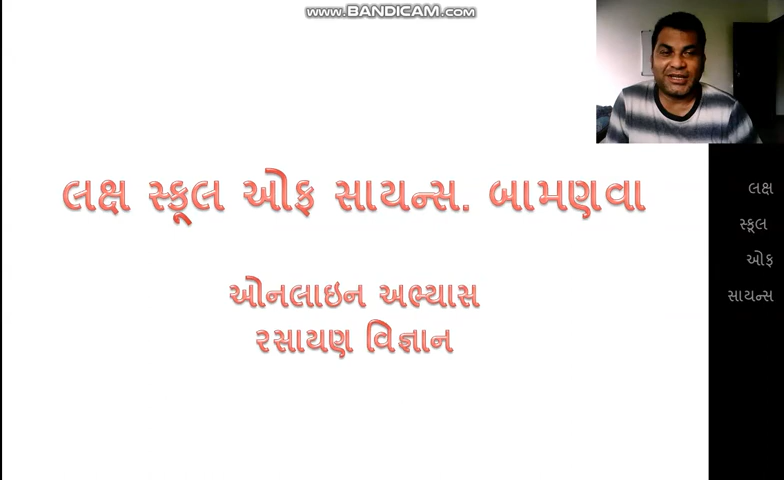 www.BANDICAM.com
લક્ષ સ્કૂલ ઓફ સાયન્સ. બામણવા
ઓનલાઇન અભ્યાસ
રસાયણ વિજ્ઞાન
લક્ષ
સ્કૂલ
ઓફ
સાયન્સ